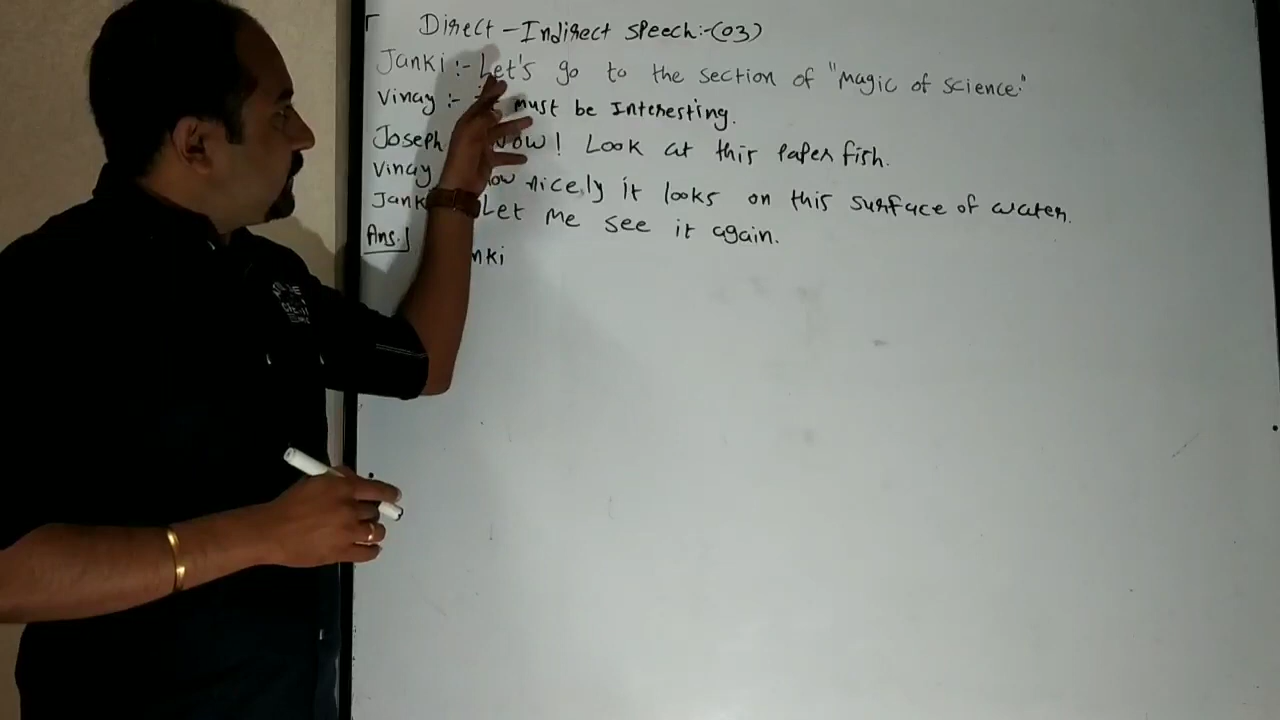 Direct - Indirect speech:-(03)
Janki :- Let's go to the section of "magic of science."
Vinay :- must be Interesting.
Joseph Wow! Look at this paper fish.
Vinay How nicely it looks on this surface of water.
Jank Let me see it again.
Ans.
nki